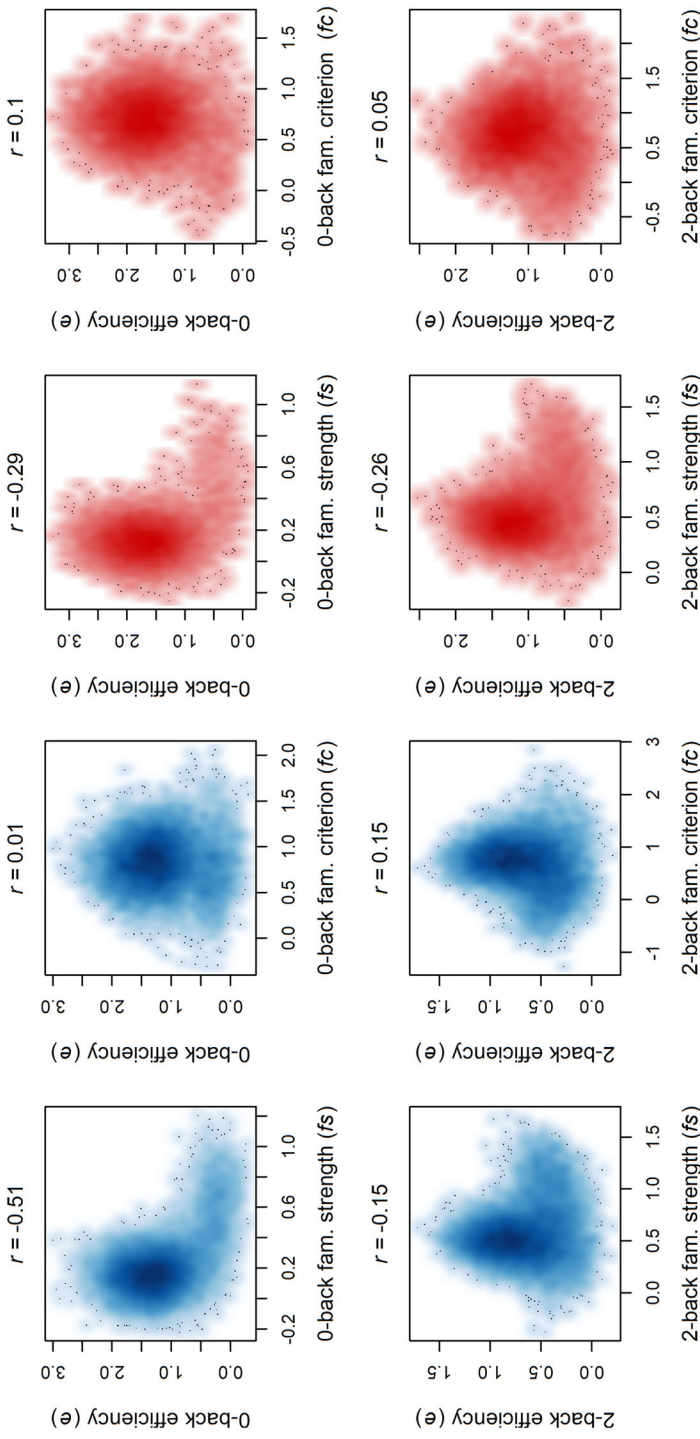 r = -0.51
0-back efficiency (e)
3.0
2.0
1.0
0.0
-0.2 0.2 0.6 1.0
0-back fam. strength (fs)
r = 0.01
0-back efficiency (e)
3.0
2.0
1.0
0.0
0.0 0.5 1.0 1.5 2.0
0-back fam. criterion (fc)
r = -0.29
0-back efficiency (e)
3.0
2.0
1.0
0.0
-0.2 0.2 0.6 1.0
0-back fam. strength (fs)
r = 0.1
0-back efficiency (e)
3.0
2.0
1.0
0.0
-0.5 0.0 0.5 1.0 1.5
0-back fam. criterion (fc)
r = -0.15
2-back efficiency (e)
1.5
1.0
0.5
0.0
0.0 0.5 1.0 1.5
2-back fam. strength (fs)
r = 0.15
2-back efficiency (e)
1.5
1.0
0.5
0.0
-1 0 1 2 3
2-back fam. criterion (fc)
r = -0.26
2-back efficiency (e)
2.0
1.0
0.0
0.0 0.5 1.0 1.5
2-back fam. strength (fs)
r = 0.05
2-back efficiency (e)
2.0
1.0
0.0
-0.5 0.5 1.5
2-back fam. criterion (fc)